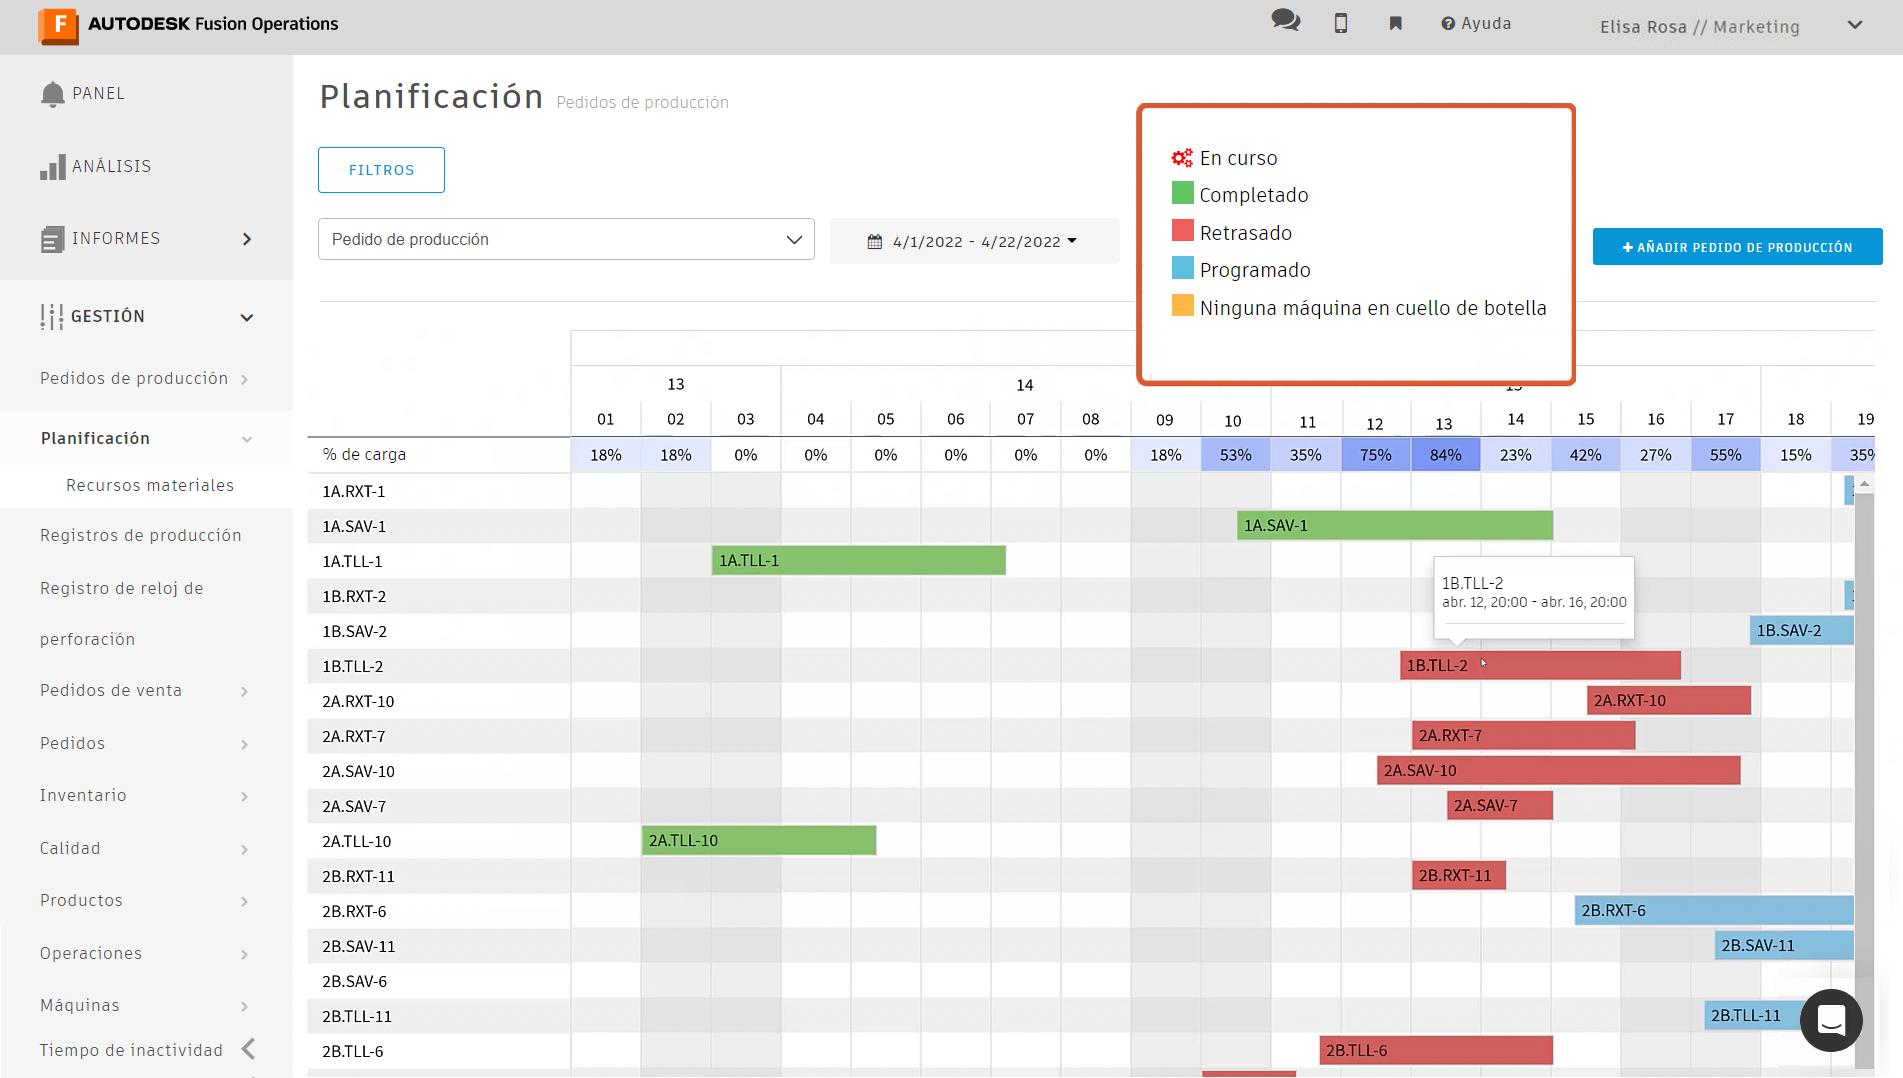 F AUTODESK Fusion Operations
Ayuda
Elisa Rosa // Marketing
PANEL
ANÁLISIS
INFORMES
GESTIÓN
Pedidos de producción
Planificación
Recursos materiales
Registros de producción
Registro de reloj de
perforación
Pedidos de venta
Pedidos
Inventario
Calidad
Productos
Operaciones
Máquinas
Tiempo de inactividad
Planificación Pedidos de producción
FILTROS
Pedido de producción
4/1/2022 - 4/22/2022
En curso
Completado
Retrasado
Programado
Ninguna máquina en cuello de botella
+ AÑADIR PEDIDO DE PRODUCCIÓN
13 14
01 02 03 04 05 06 07 08 09 10 11 12 13 14 15 16 17 18 19
% de carga 18% 18% 0% 0% 0% 0% 0% 0% 18% 53% 35% 75% 84% 23% 42% 27% 55% 15% 35%
1A.RXT-1
1A.SAV-1 1A.SAV-1
1A.TLL-1 1A.TLL-1
1B.TLL-2
abr. 12, 20:00 - abr. 16, 20:00
1B.RXT-2
1B.SAV-2 1B.SAV-2
1B.TLL-2 1B.TLL-2
2A.RXT-10 2A.RXT-10
2A.RXT-7 2A.RXT-7
2A.SAV-10 2A.SAV-10
2A.SAV-7 2A.SAV-7
2A.TLL-10 2A.TLL-10
2B.RXT-11 2B.RXT-11
2B.RXT-6 2B.RXT-6
2B.SAV-11 2B.SAV-11
2B.SAV-6
2B.TLL-11 2B.TLL-11
2B.TLL-6 2B.TLL-6